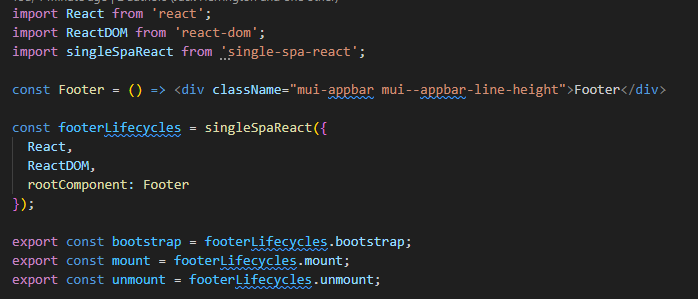 import React from 'react';
import ReactDOM from 'react-dom';
import singleSpaReact from 'single-spa-react';
const Footer = () => <div className="mui-appbar mui--appbar-line-height">Footer</div>
const footerLifecycles = singleSpaReact({
  React,
  ReactDOM,
  rootComponent: Footer
});
export const bootstrap = footerLifecycles.bootstrap;
export const mount = footerLifecycles.mount;
export const unmount = footerLifecycles.unmount;